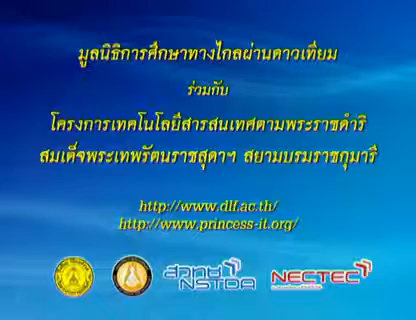 มูลนิธิการศึกษาทางไกลผ่านดาวเทียม
ร่วมกับ
โครงการเทคโนโลยีสารสนเทศตามพระราชดำริ
สมเด็จพระเทพรัตนราชสุดาฯ สยามบรมราชกุมารี
http://www.dlf.ac.th/
http://www.princess-it.org/
สวทช
NSTDA
NECTEC